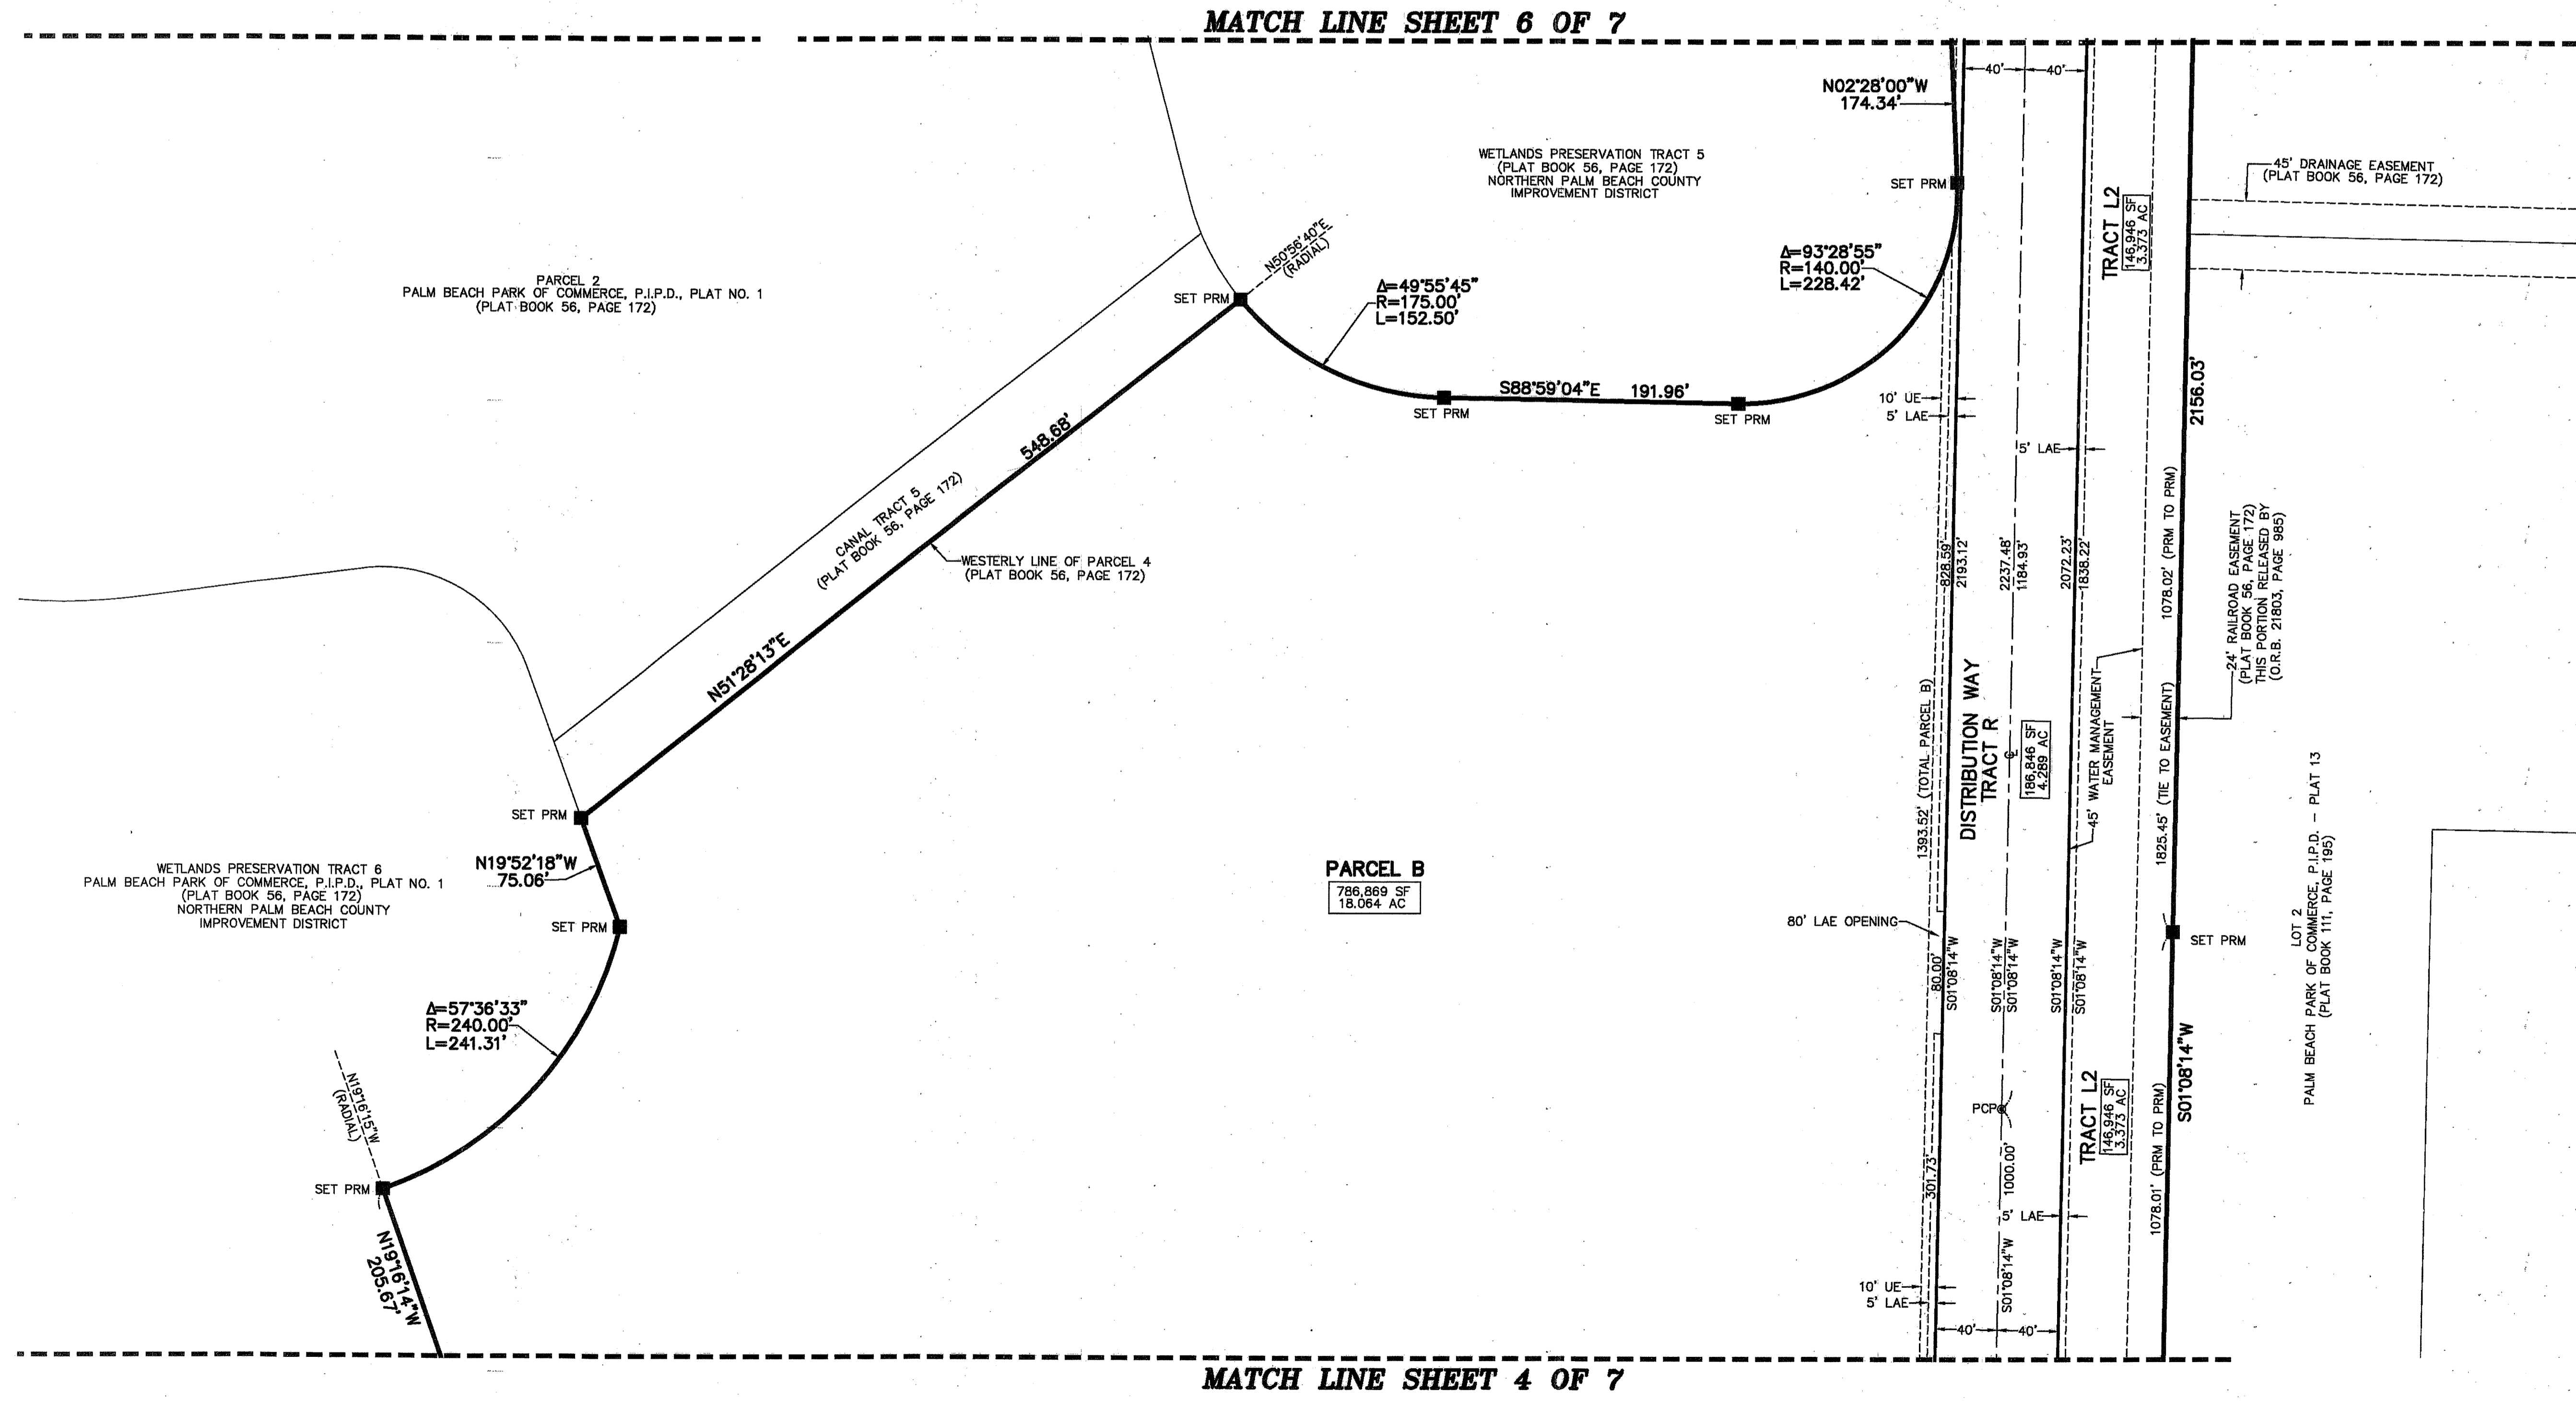 MATCH LINE SHEET 6 OF 7
40'
40'
N02°28'00"W
174.34'
WETLANDS PRESERVATION TRACT 5
(PLAT BOOK 56, PAGE 172)
NORTHERN PALM BEACH COUNTY
IMPROVEMENT DISTRICT
SET PRM
45' DRAINAGE EASEMENT
(PLAT BOOK 56, PAGE 172)
TRACT L2
146,946 SF
3.373 AC
N50°56'40"E
(RADIAL)
Δ=93°28'55"
R=140.00'
L=228.42'
PARCEL 2
PALM BEACH PARK OF COMMERCE, P.I.P.D., PLAT NO. 1
(PLAT BOOK 56, PAGE 172)
SET PRM
Δ=49°55'45"
R=175.00'
L=152.50'
S88°59'04"E 191.96'
SET PRM
SET PRM
10' UE
5' LAE
5' LAE
2156.03'
548.68'
CANAL TRACT 5
(PLAT BOOK 56, PAGE 172)
WESTERLY LINE OF PARCEL 4
(PLAT BOOK 56, PAGE 172)
N51°28'13"E
828.59'
2193.12'
2237.48'
1184.93'
2072.23'
1838.22'
1078.02' (PRM TO PRM)
24' RAILROAD EASEMENT
(PLAT BOOK 56, PAGE 172)
THIS PORTION RELEASED BY
(O.R.B. 21803, PAGE 985)
1393.52' (TOTAL PARCEL B)
DISTRIBUTION WAY
TRACT R
186,846 SF
4.289 AC
45' WATER MANAGEMENT
EASEMENT
1825.45' (TIE TO EASEMENT)
SET PRM
N19°52'18"W
75.06'
WETLANDS PRESERVATION TRACT 6
PALM BEACH PARK OF COMMERCE, P.I.P.D., PLAT NO. 1
(PLAT BOOK 56, PAGE 172)
NORTHERN PALM BEACH COUNTY
IMPROVEMENT DISTRICT
SET PRM
PARCEL B
786,869 SF
18.064 AC
80' LAE OPENING
80.00'
S01°08'14"W
S01°08'14"W
S01°08'14"W
S01°08'14"W
S01°08'14"W
SET PRM
LOT 2
PALM BEACH PARK OF COMMERCE, P.I.P.D. - PLAT 13
(PLAT BOOK 111, PAGE 195)
Δ=57°36'33"
R=240.00'
L=241.31'
N19°16'15"W
(RADIAL)
SET PRM
N19°16'14"W
205.67'
PCP
1000.00'
S01°08'14"W
301.73'
TRACT L2
146,946 SF
3.373 AC
1078.01' (PRM TO PRM)
S01°08'14"W
5' LAE
10' UE
5' LAE
40'
40'
MATCH LINE SHEET 4 OF 7